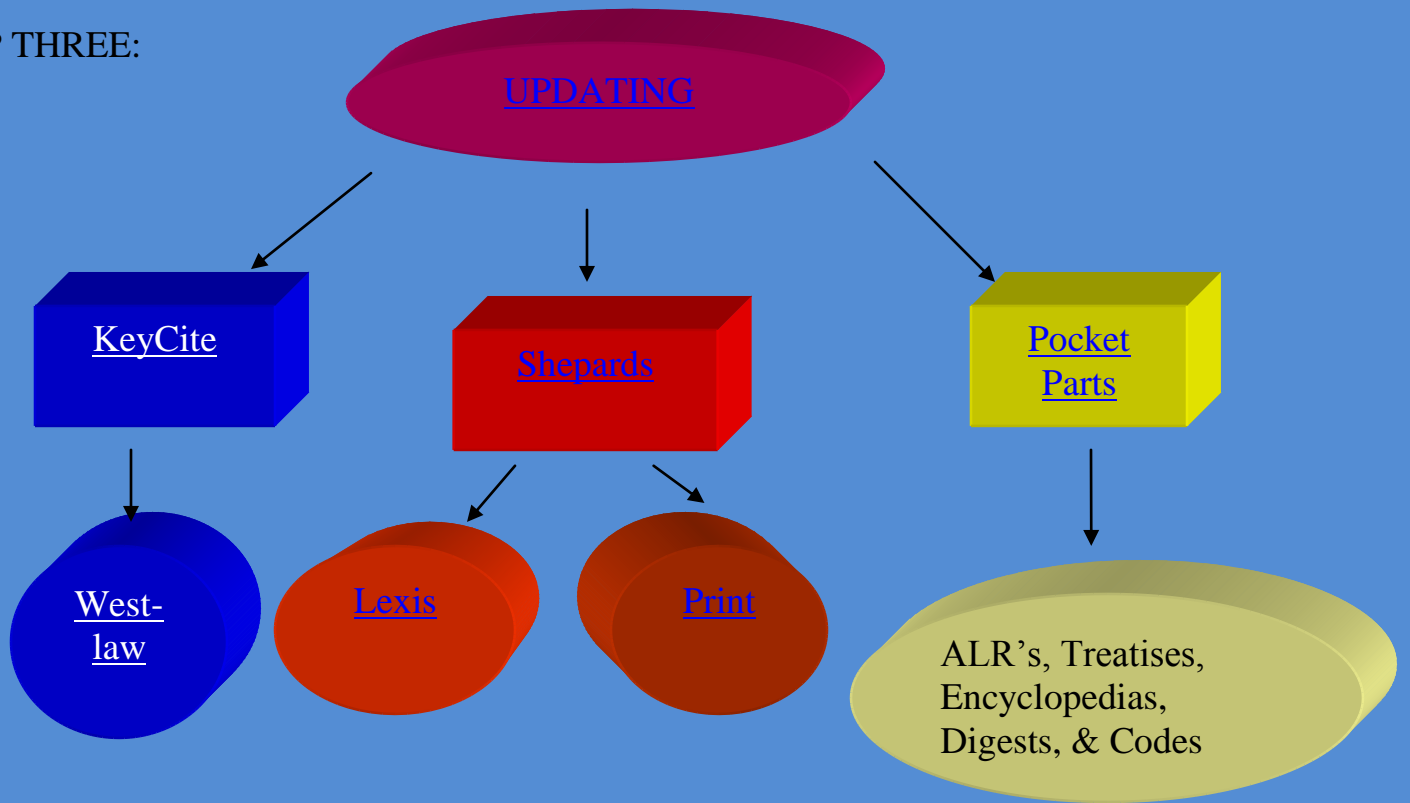 THREE:
UPDATING
KeyCite
Shepards
Pocket
Parts
West-
law
Lexis
Print
ALR’s, Treatises,
Encyclopedias,
Digests, & Codes